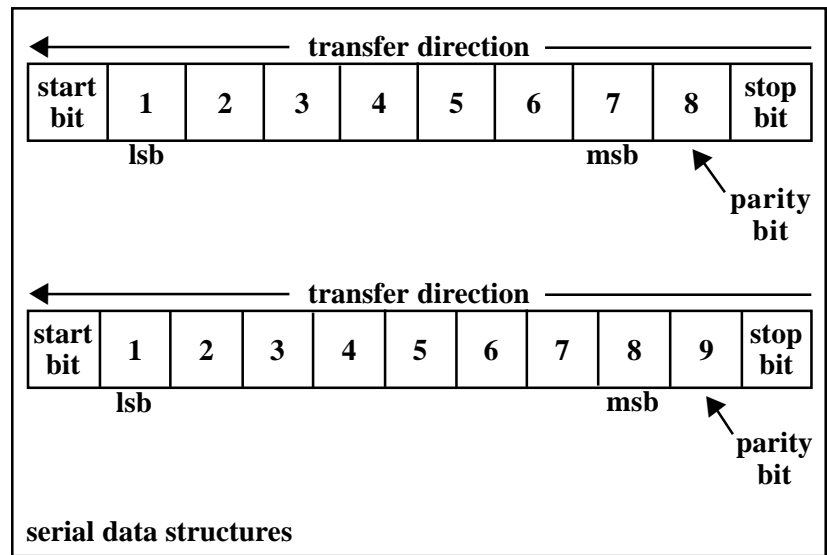 transfer direction
start bit 1 2 3 4 5 6 7 8 stop bit
lsb msb
parity
bit
transfer direction
start bit 1 2 3 4 5 6 7 8 9 stop bit
lsb msb
parity
bit
serial data structures